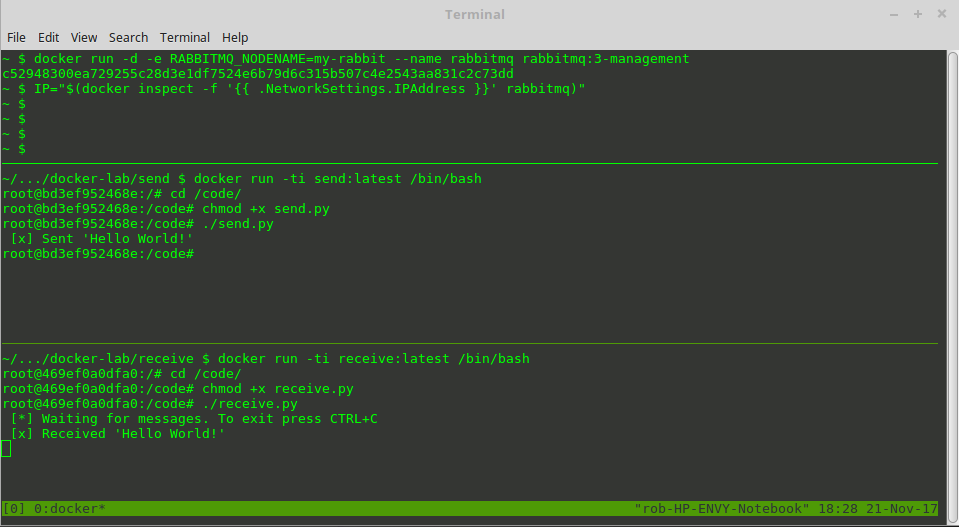 Terminal
File Edit View Search Terminal Help
~ $ docker run -d -e RABBITMQ_NODENAME=my-rabbit --name rabbitmq rabbitmq:3-management
c52948300ea729255c28d3e1df7524e6b79d6c315b507c4e2543aa831c2c73dd
~ $ IP="$(docker inspect -f '{{ .NetworkSettings.IPAddress }}' rabbitmq)"
~ $
~ $
~ $
~ $
~/.../docker-lab/send $ docker run -ti send:latest /bin/bash
root@bd3ef952468e:/# cd /code/
root@bd3ef952468e:/code# chmod +x send.py
root@bd3ef952468e:/code# ./send.py
 [x] Sent 'Hello World!'
root@bd3ef952468e:/code#
~/.../docker-lab/receive $ docker run -ti receive:latest /bin/bash
root@469ef0a0dfa0:/# cd /code/
root@469ef0a0dfa0:/code# chmod +x receive.py
root@469ef0a0dfa0:/code# ./receive.py
 [*] Waiting for messages. To exit press CTRL+C
 [x] Received 'Hello World!'
[0] 0:docker* "rob-HP-ENVY-Notebook" 18:28 21-Nov-17